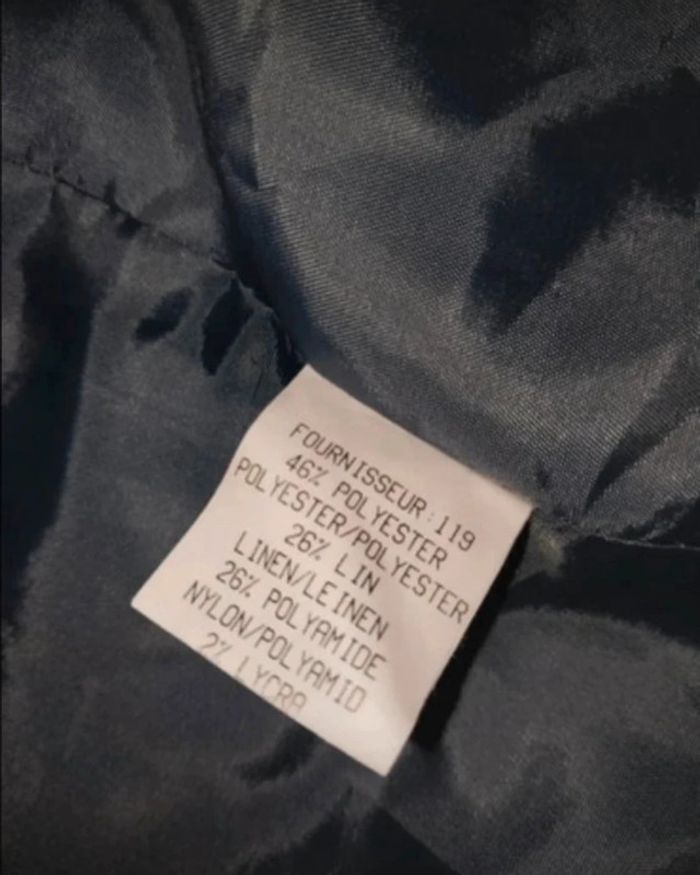 FOURNISSEUR:119
46% POLYESTER
POLYESTER/POLYESTER
26% LIN
LINEN/LEINEN
26% POLYAMIDE
NYLON/POLYAMID
2% LYCRA